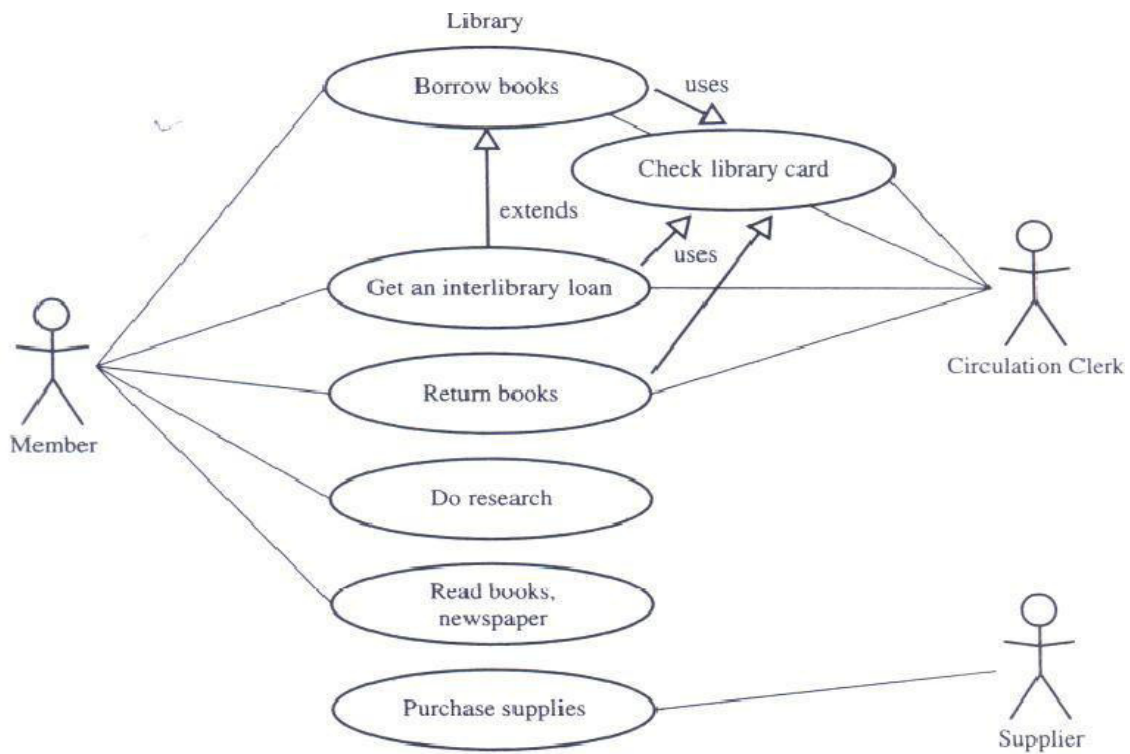 Library
Borrow books
uses
Check library card
extends
uses
Get an interlibrary loan
Circulation Clerk
Return books
Member
Do research
Read books,
newspaper
Purchase supplies
Supplier